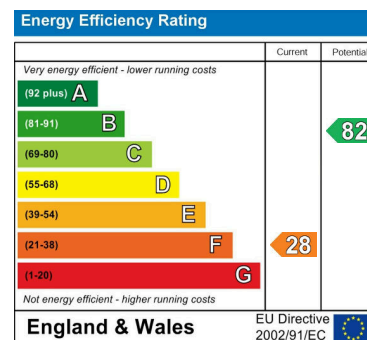 Energy Efficiency Rating
Current Potential
Very energy efficient - lower running costs
(92 plus) A
(81-91) B
82
(69-80) C
(55-68) D
(39-54) E
(21-38) F
28
(1-20) G
Not energy efficient - higher running costs
England & Wales
EU Directive
2002/91/EC